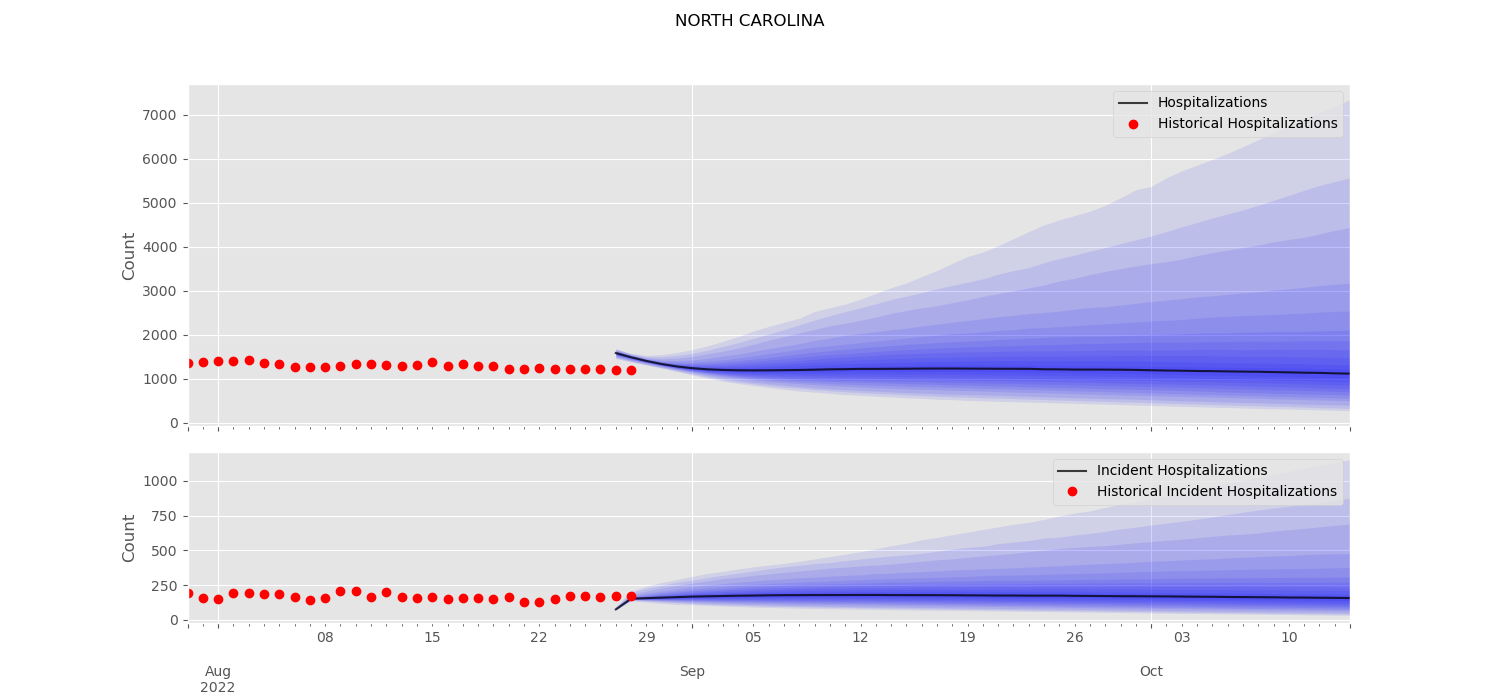 NORTH CAROLINA
Hospitalizations
Historical Hospitalizations
7000
6000
5000
4000
3000
2000
1000
0
Count
Incident Hospitalizations
Historical Incident Hospitalizations
1000
750
500
250
0
Count
08 15 22 29 05 12 19 26 03 10
Aug Sep Oct
2022